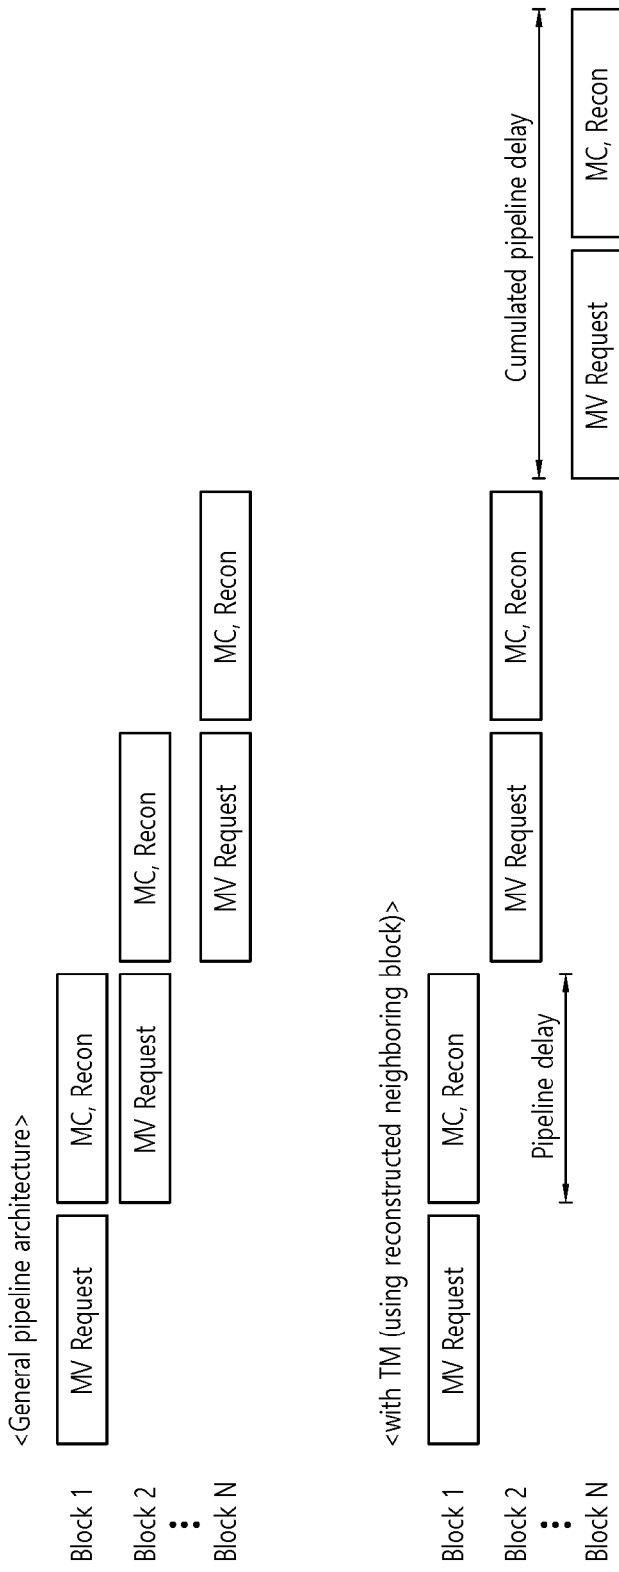 <General pipeline architecture>
Block 1
MV Request
MC, Recon
Block 2
MV Request
MC, Recon
•••
Block N
MV Request
MC, Recon
<with TM (using reconstructed neighboring block)>
Block 1
MV Request
MC, Recon
Block 2
MV Request
MC, Recon
Pipeline delay
Cumulated pipeline delay
•••
Block N
MV Request
MC, Recon